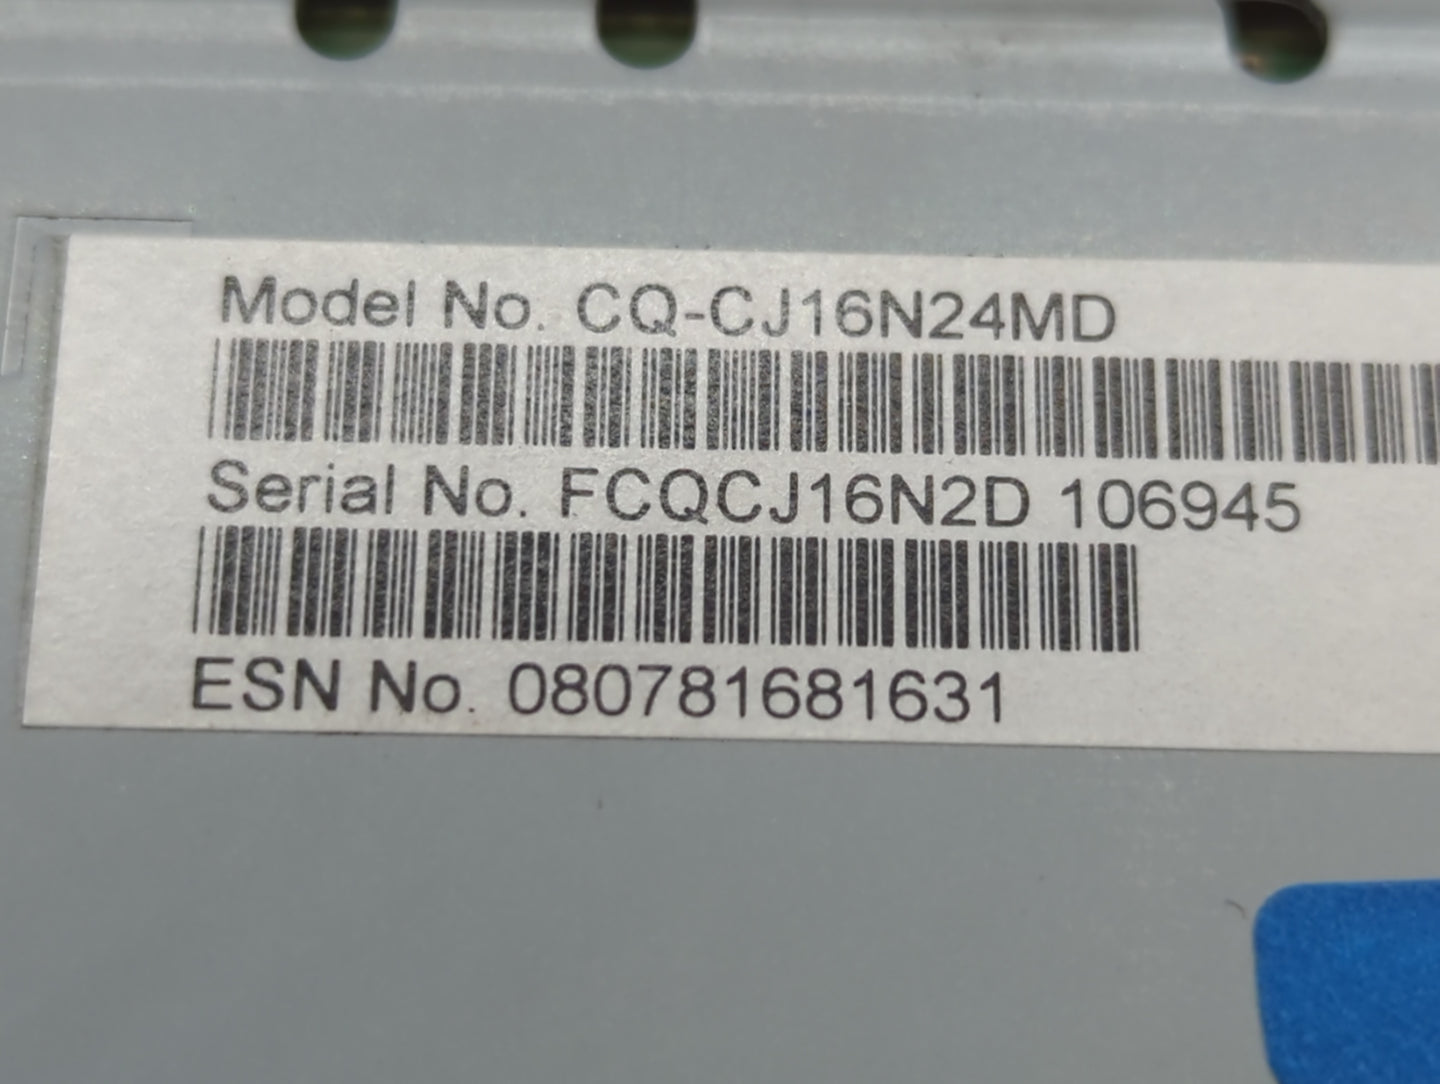 Model No. CQ-CJ16N24MD
Serial No. FCQCJ16N2D 106945
ESN No. 080781681631